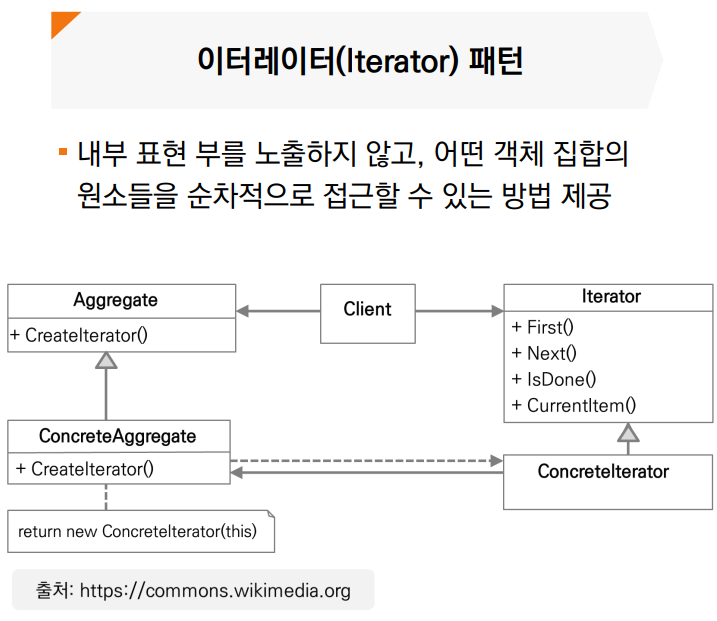 이터레이터(Iterator) 패턴
내부 표현 부를 노출하지 않고, 어떤 객체 집합의
원소들을 순차적으로 접근할 수 있는 방법 제공
Aggregate
+ CreateIterator()
Client
Iterator
+ First()
+ Next()
+ IsDone()
+ CurrentItem()
ConcreteAggregate
+ CreateIterator()
ConcreteIterator
return new ConcreteIterator(this)
출처: https://commons.wikimedia.org